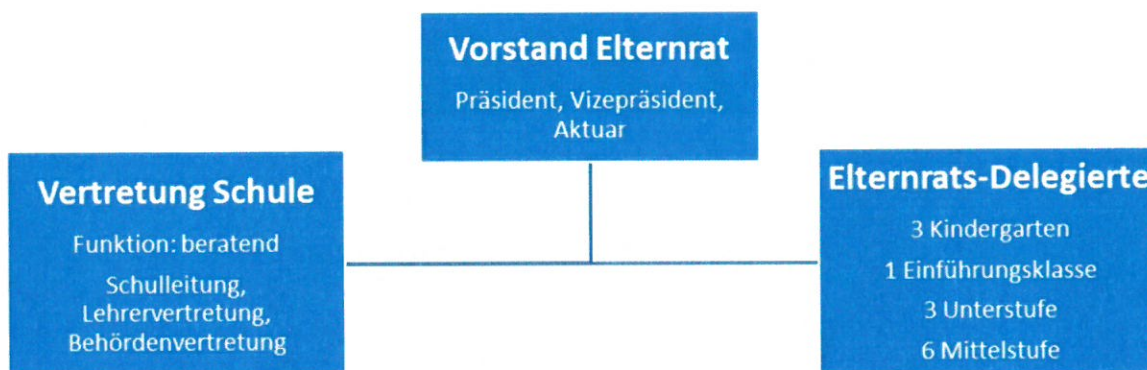 Vorstand Elternrat
Präsident, Vizepräsident,
Aktuar
Vertretung Schule
Funktion: beratend
Schulleitung,
Lehrervertretung,
Behördenvertretung
Elternrats-Delegierte
3 Kindergarten
1 Einführungsklasse
3 Unterstufe
6 Mittelstufe